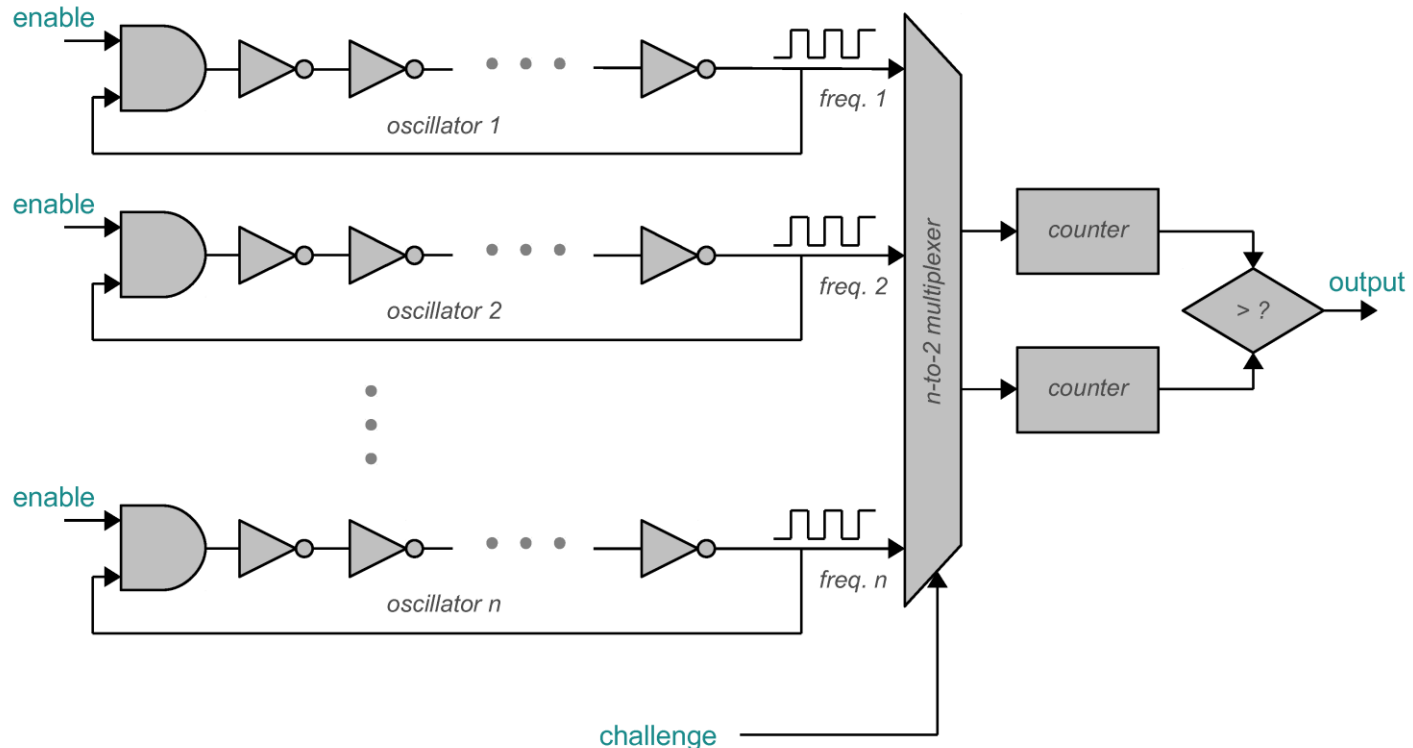 enable
oscillator 1
freq. 1
enable
oscillator 2
freq. 2
n-to-2 multiplexer
counter
counter
> ?
output
enable
oscillator n
freq. n
challenge